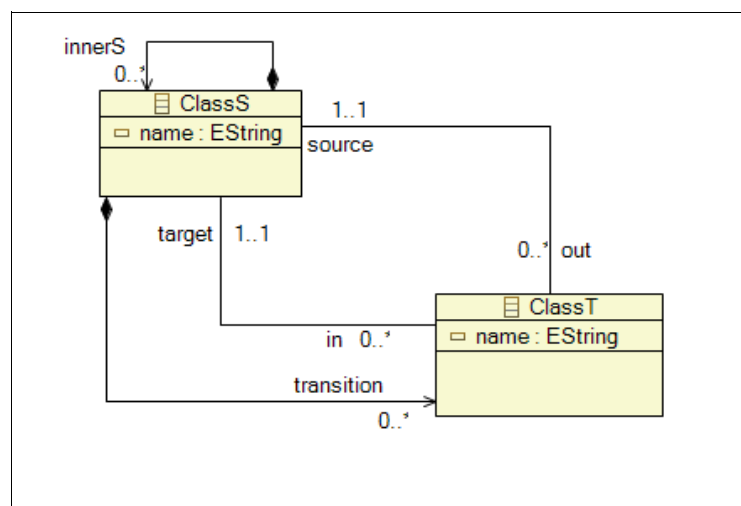 innerS
0..*
ClassS
name : EString
1..1
source
target 1..1
0..* out
ClassT
name : EString
in 0..*
transition
0..*